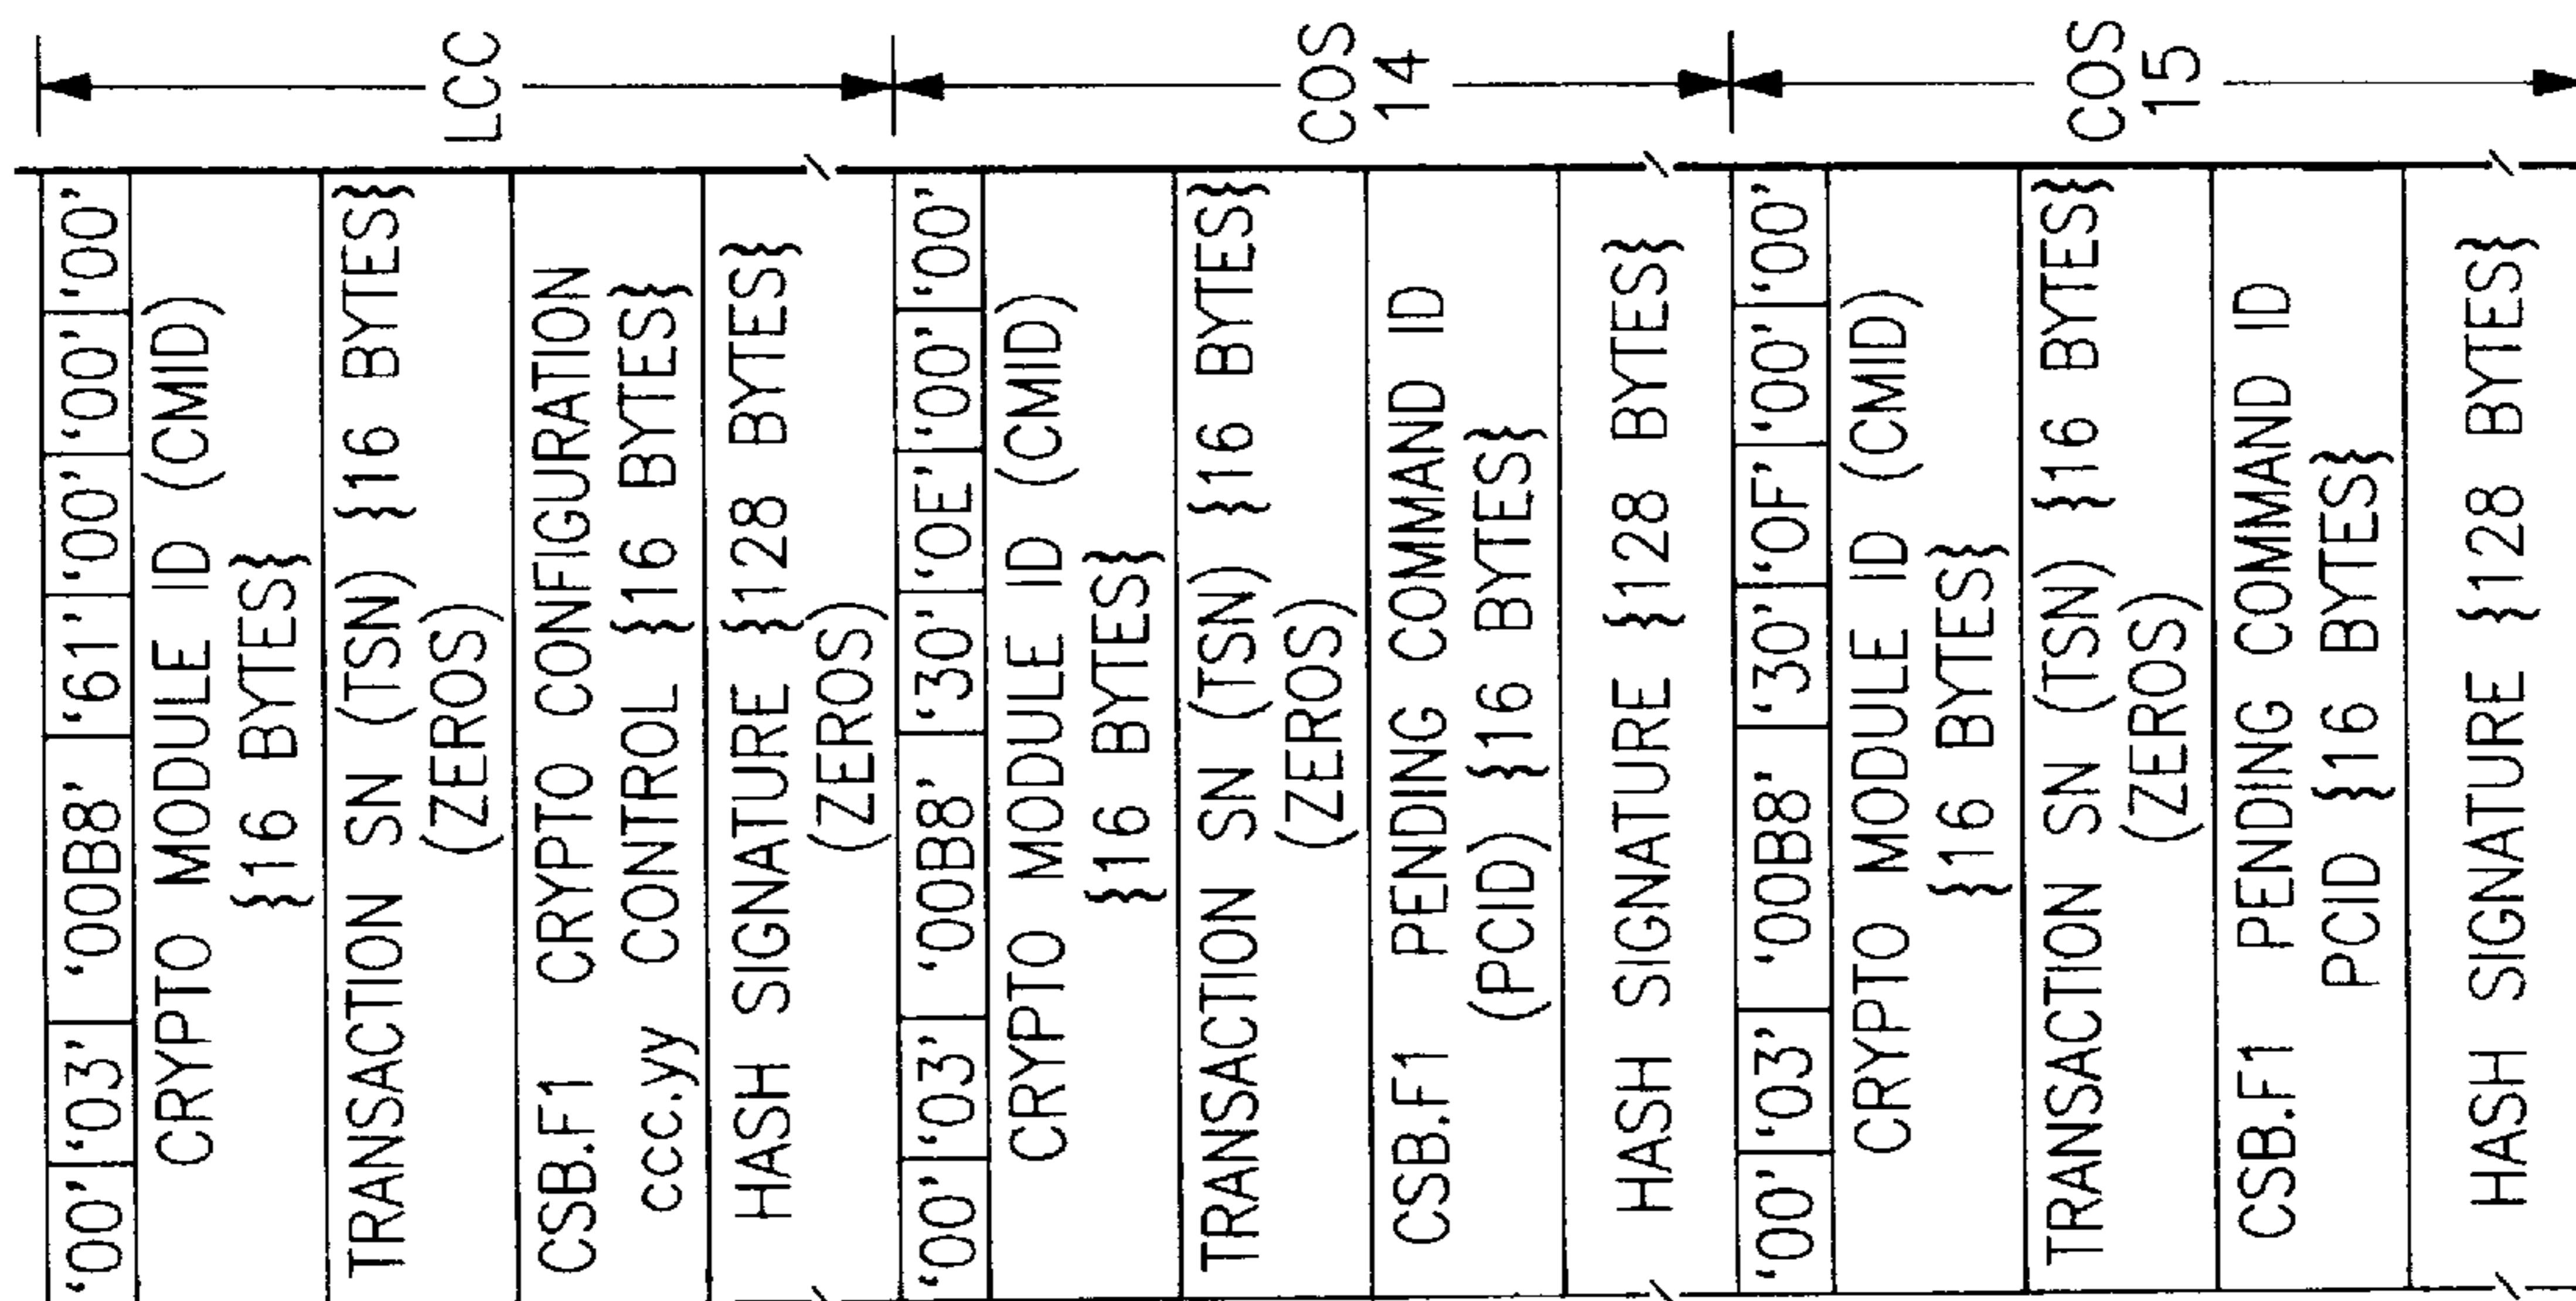 '00' '03' '00B8' '61' '00' '00' '00'
CRYPTO MODULE ID (CMID)
}16 BYTES}
TRANSACTION SN (TSN) }16 BYTES}
(ZEROS)
CSB.F1 CRYPTO CONFIGURATION
ccc.yy CONTROL }16 BYTES}
HASH SIGNATURE }128 BYTES}
(ZEROS)
LCC
'00' '03' '00B8' '30' '0E' '00' '00'
CRYPTO MODULE ID (CMID)
}16 BYTES}
TRANSACTION SN (TSN) }16 BYTES}
(ZEROS)
CSB.F1 PENDING COMMAND ID
(PCID) }16 BYTES}
HASH SIGNATURE }128 BYTES}
COS
14
'00' '03' '00B8' '30' '0F' '00' '00'
CRYPTO MODULE ID (CMID)
}16 BYTES}
TRANSACTION SN (TSN) }16 BYTES}
(ZEROS)
CSB.F1 PENDING COMMAND ID
PCID }16 BYTES}
HASH SIGNATURE }128 BYTES}
COS
15